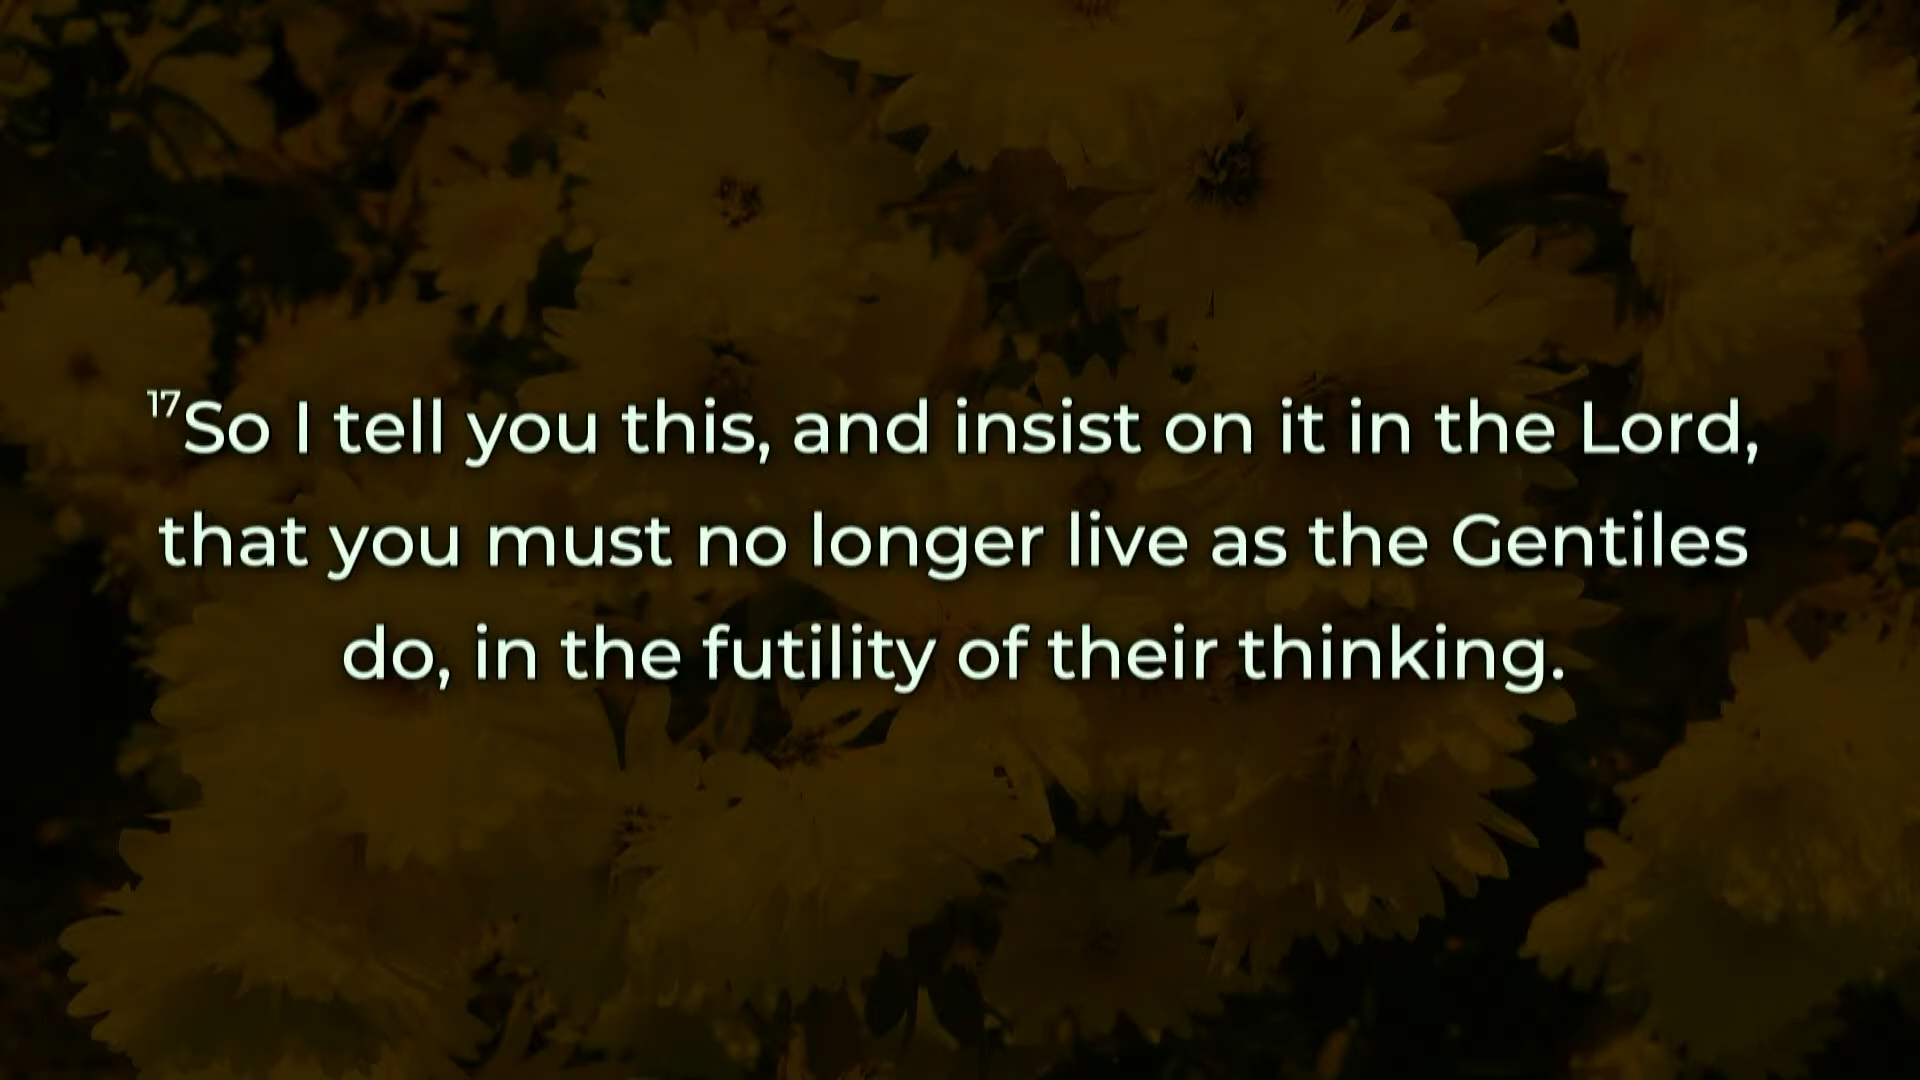 17So I tell you this, and insist on it in the Lord,
that you must no longer live as the Gentiles
do, in the futility of their thinking.